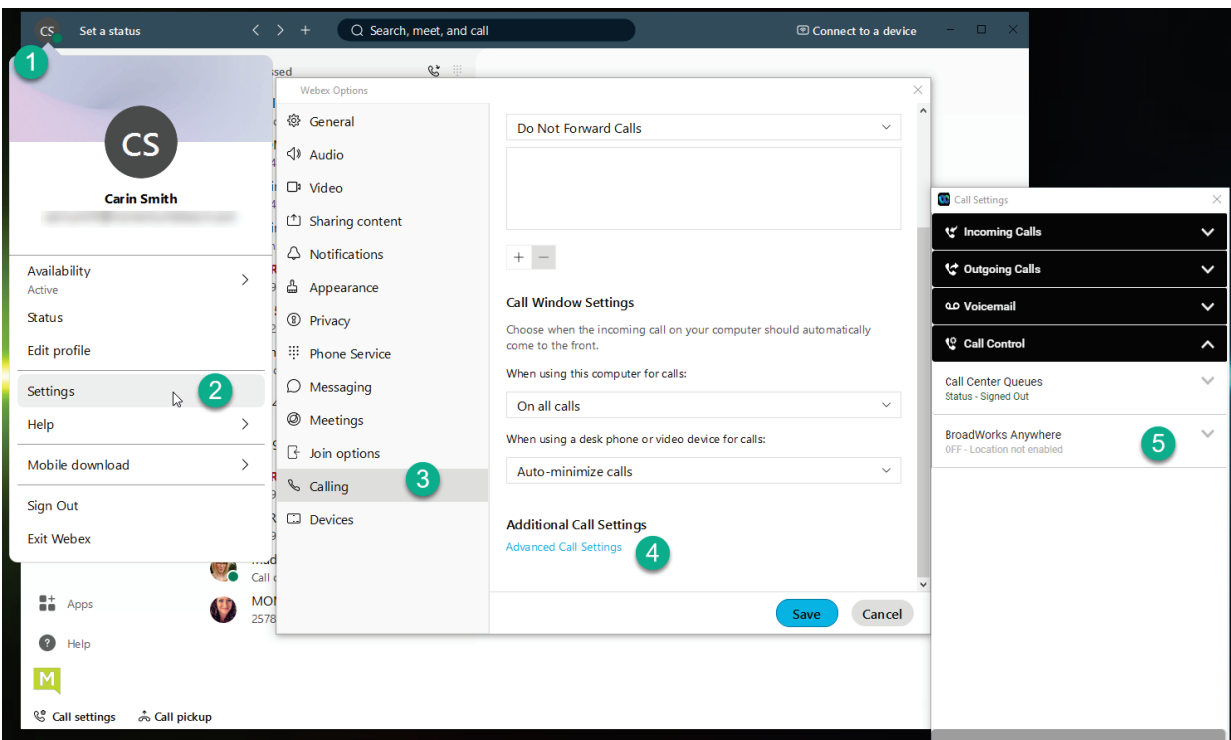 CS
Set a status
Search, meet, and call
Connect to a device
1
CS
Carin Smith
Availability
Active
Status
Edit profile
Settings
2
Help
Mobile download
Sign Out
Exit Webex
Apps
Help
M
Call settings
Call pickup
Call
2578
Webex Options
General
Audio
Video
Sharing content
Notifications
Appearance
Privacy
Phone Service
Messaging
Meetings
Join options
Calling
3
Devices
Do Not Forward Calls
+
−
Call Window Settings
Choose when the incoming call on your computer should automatically
come to the front.
When using this computer for calls:
On all calls
When using a desk phone or video device for calls:
Auto-minimize calls
Additional Call Settings
Advanced Call Settings
4
Save
Cancel
Call Settings
Incoming Calls
Outgoing Calls
Voicemail
Call Control
Call Center Queues
Status - Signed Out
BroadWorks Anywhere
OFF - Location not enabled
5